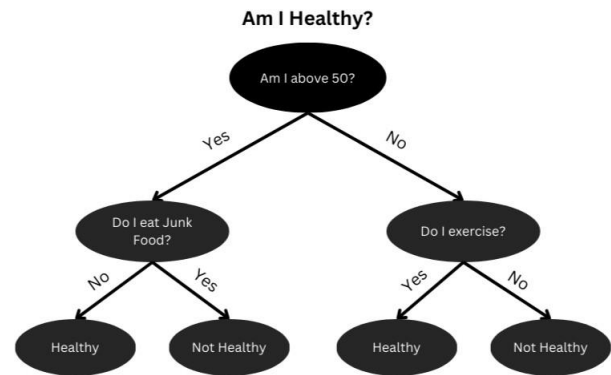 Am I Healthy?
Am I above 50?
Yes
No
Do I eat Junk
Food?
Do I exercise?
No
Yes
Yes
No
Healthy
Not Healthy
Healthy
Not Healthy